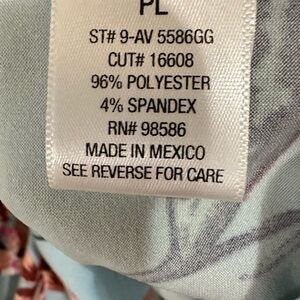 PL
ST# 9-AV 5586GG
CUT# 16608
96% POLYESTER
4% SPANDEX
RN# 98586
MADE IN MEXICO
SEE REVERSE FOR CARE